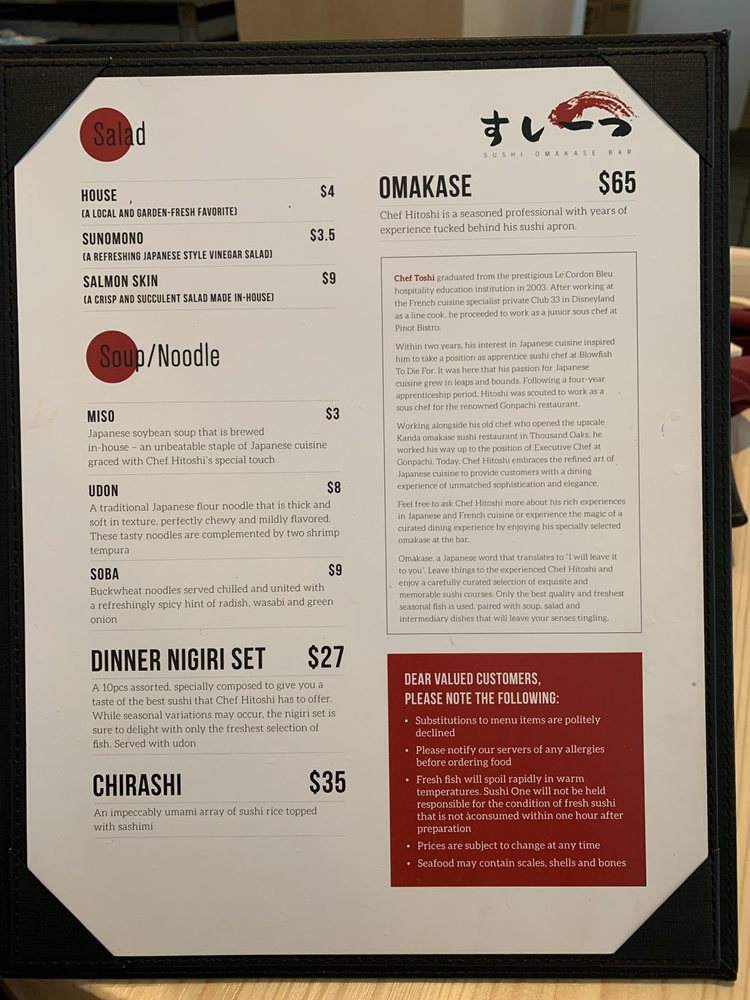 Salad
HOUSE $4
(A LOCAL AND GARDEN-FRESH FAVORITE)
SUNOMONO $3.5
(A REFRESHING JAPANESE STYLE VINEGAR SALAD)
SALMON SKIN $9
(A CRISP AND SUCCULENT SALAD MADE IN-HOUSE)
Soup/Noodle
MISO $3
Japanese soybean soup that is brewed
in-house – an unbeatable staple of Japanese cuisine
graced with Chef Hitoshi's special touch
UDON $8
A traditional Japanese flour noodle that is thick and
soft in texture, perfectly chewy and mildly flavored.
These tasty noodles are complemented by two shrimp
tempura
SOBA $9
Buckwheat noodles served chilled and united with
a refreshingly spicy hint of radish, wasabi and green
onion
DINNER NIGIRI SET $27
A 10pcs assorted, specially composed to give you a
taste of the best sushi that Chef Hitoshi has to offer.
While seasonal variations may occur, the nigiri set is
sure to delight with only the freshest selection of
fish. Served with udon
CHIRASHI $35
An impeccably umami array of sushi rice topped
with sashimi
すし一つ
SUSHI OMAKASE BAR
OMAKASE $65
Chef Hitoshi is a seasoned professional with years of
experience tucked behind his sushi apron.
Chef Toshi graduated from the prestigious Le Cordon Bleu
hospitality education institution in 2003. After working at
the French cuisine specialist private Club 33 in Disneyland
as a line cook, he proceeded to work as a junior sous chef at
Pinot Bistro.
Within two years, his interest in Japanese cuisine inspired
him to take a position as apprentice sushi chef at Blowfish
To Die For. It was here that his passion for Japanese
cuisine grew in leaps and bounds. Following a four-year
apprenticeship period, Hitoshi was scouted to work as a
sous chef for the renowned Gonpachi restaurant.
Working alongside his old chef who opened the upscale
Kanda omakase sushi restaurant in Thousand Oaks, he
worked his way up to the position of Executive Chef at
Gonpachi. Today, Chef Hitoshi embraces the refined art of
Japanese cuisine to provide customers with a dining
experience of unmatched sophistication and elegance.
Feel free to ask Chef Hitoshi more about his rich experiences
in Japanese and French cuisine or experience the magic of a
curated dining experience by enjoying his specially selected
omakase at the bar.
Omakase, a Japanese word that translates to "I will leave it
to you". Leave things to the experienced Chef Hitoshi and
enjoy a carefully curated selection of exquisite and
memorable sushi courses. Only the best quality and freshest
seasonal fish is used, paired with soup, salad and
intermediary dishes that will leave your senses tingling.
DEAR VALUED CUSTOMERS,
PLEASE NOTE THE FOLLOWING:
• Substitutions to menu items are politely
declined
• Please notify our servers of any allergies
before ordering food
• Fresh fish will spoil rapidly in warm
temperatures. Sushi One will not be held
responsible for the condition of fresh sushi
that is not àconsumed within one hour after
preparation
• Prices are subject to change at any time
• Seafood may contain scales, shells and bones